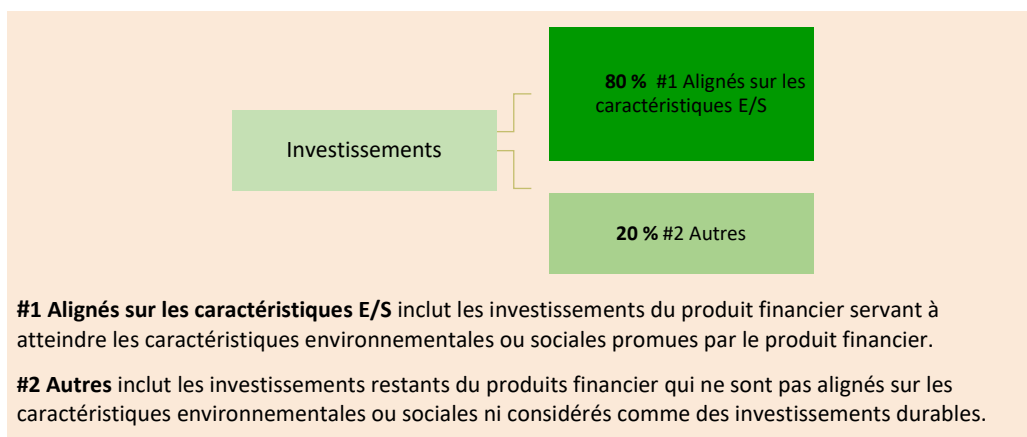 80 % #1 Alignés sur les
caractéristiques E/S
Investissements
20 % #2 Autres
#1 Alignés sur les caractéristiques E/S inclut les investissements du produit financier servant à
atteindre les caractéristiques environnementales ou sociales promues par le produit financier.
#2 Autres inclut les investissements restants du produits financier qui ne sont pas alignés sur les
caractéristiques environnementales ou sociales ni considérés comme des investissements durables.